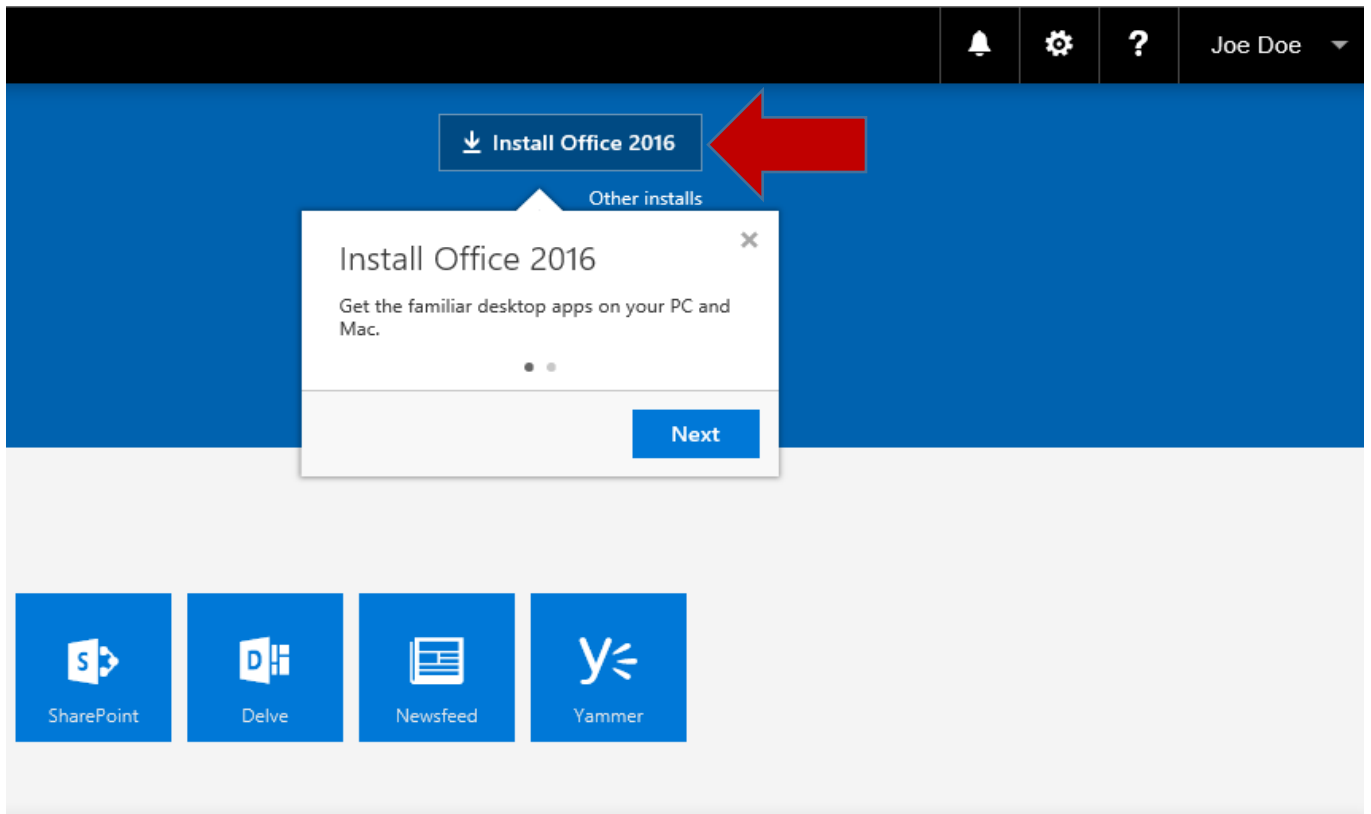 ? Joe Doe
Install Office 2016
Other installs
Install Office 2016
Get the familiar desktop apps on your PC and
Mac.
Next
S D y
SharePoint Delve Newsfeed Yammer